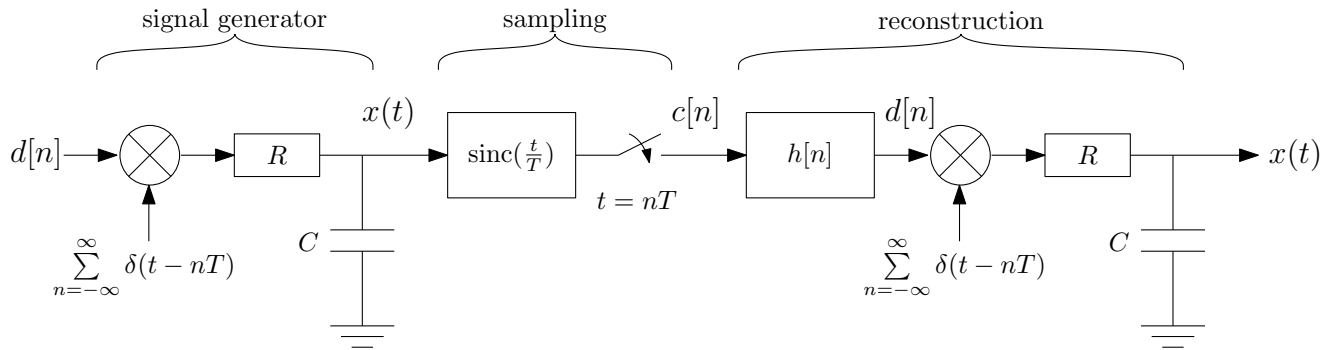 signal generator
sampling
reconstruction
d[n]
R
x(t)
sinc(t/T)
c[n]
t = nT
h[n]
d[n]
R
x(t)
C
C
∑_{n=−∞}^{∞} δ(t − nT)
∑_{n=−∞}^{∞} δ(t − nT)